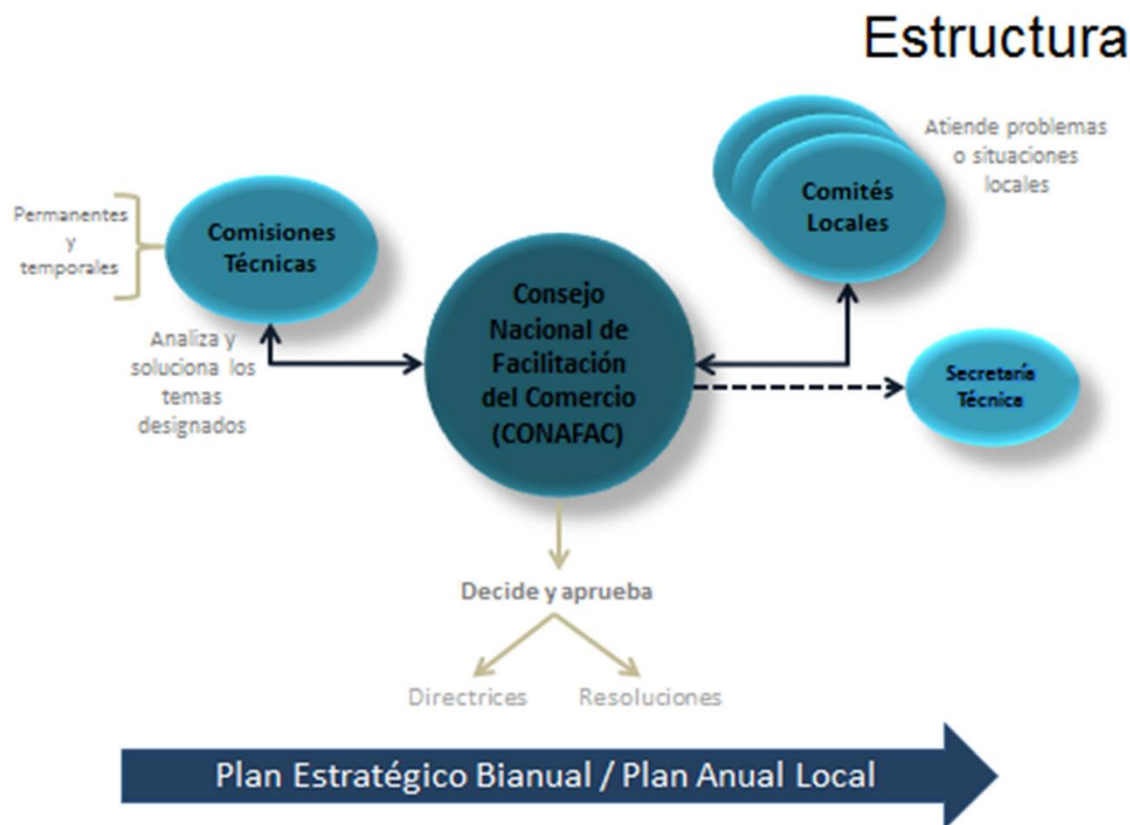 Estructura
Atiende problemas
o situaciones
locales
Comités
Locales
Permanentes
y
temporales
Comisiones
Técnicas
Analiza y
soluciona los
temas
designados
Consejo
Nacional de
Facilitación
del Comercio
(CONAFAC)
Secretaría
Técnica
Decide y aprueba
Directrices
Resoluciones
Plan Estratégico Bianual / Plan Anual Local